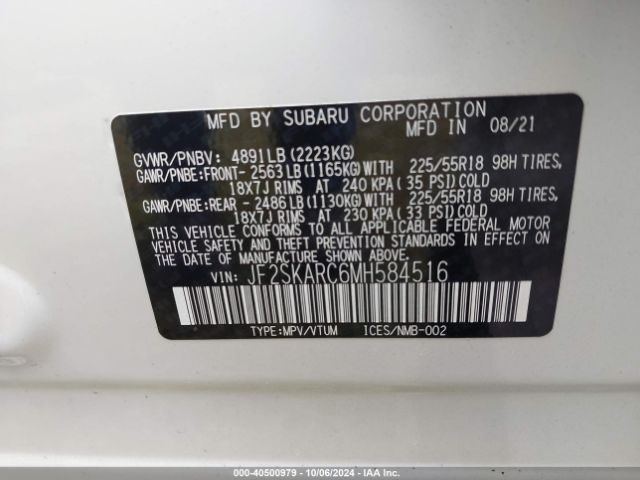 MFD BY SUBARU CORPORATION
MFD IN 08/21
GVWR/PNBV: 4891LB (2223KG)
GAWR/PNBE:FRONT- 2563LB (1165KG)WITH 225/55R18 98H TIRES,
18X7J RIMS AT 240 KPA (35 PSI)COLD
GAWR/PNBE:REAR - 2486LB (1130KG)WITH 225/55R18 98H TIRES,
18X7J RIMS AT 230 KPA (33 PSI)COLD
THIS VEHICLE CONFORMS TO ALL APPLICABLE FEDERAL MOTOR
VEHICLE SAFETY AND THEFT PREVENTION STANDARDS IN EFFECT ON
THE DATE OF MANUFACTURE SHOWN ABOVE.
VIN: JF2SKARC6MH584516
TYPE:MPV/VTUM ICES/NMB-002
000-40500979 - 10/06/2024 - IAA Inc.